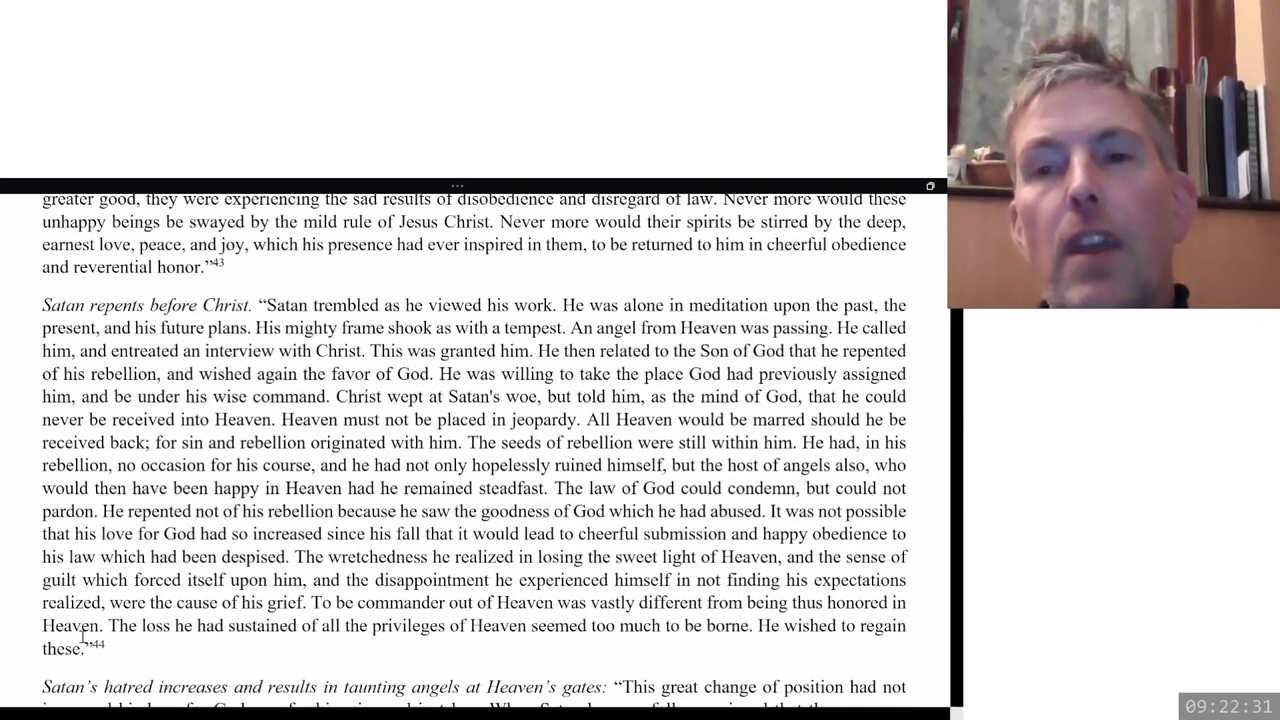 greater good, they were experiencing the sad results of disobedience and disregard of law. Never more would these
unhappy beings be swayed by the mild rule of Jesus Christ. Never more would their spirits be stirred by the deep,
earnest love, peace, and joy, which his presence had ever inspired in them, to be returned to him in cheerful obedience
and reverential honor.”43
Satan repents before Christ. “Satan trembled as he viewed his work. He was alone in meditation upon the past, the
present, and his future plans. His mighty frame shook as with a tempest. An angel from Heaven was passing. He called
him, and entreated an interview with Christ. This was granted him. He then related to the Son of God that he repented
of his rebellion, and wished again the favor of God. He was willing to take the place God had previously assigned
him, and be under his wise command. Christ wept at Satan's woe, but told him, as the mind of God, that he could
never be received into Heaven. Heaven must not be placed in jeopardy. All Heaven would be marred should he be
received back; for sin and rebellion originated with him. The seeds of rebellion were still within him. He had, in his
rebellion, no occasion for his course, and he had not only hopelessly ruined himself, but the host of angels also, who
would then have been happy in Heaven had he remained steadfast. The law of God could condemn, but could not
pardon. He repented not of his rebellion because he saw the goodness of God which he had abused. It was not possible
that his love for God had so increased since his fall that it would lead to cheerful submission and happy obedience to
his law which had been despised. The wretchedness he realized in losing the sweet light of Heaven, and the sense of
guilt which forced itself upon him, and the disappointment he experienced himself in not finding his expectations
realized, were the cause of his grief. To be commander out of Heaven was vastly different from being thus honored in
Heaven. The loss he had sustained of all the privileges of Heaven seemed too much to be borne. He wished to regain
these.”44
Satan’s hatred increases and results in taunting angels at Heaven’s gates: “This great change of position had not
09:22:31